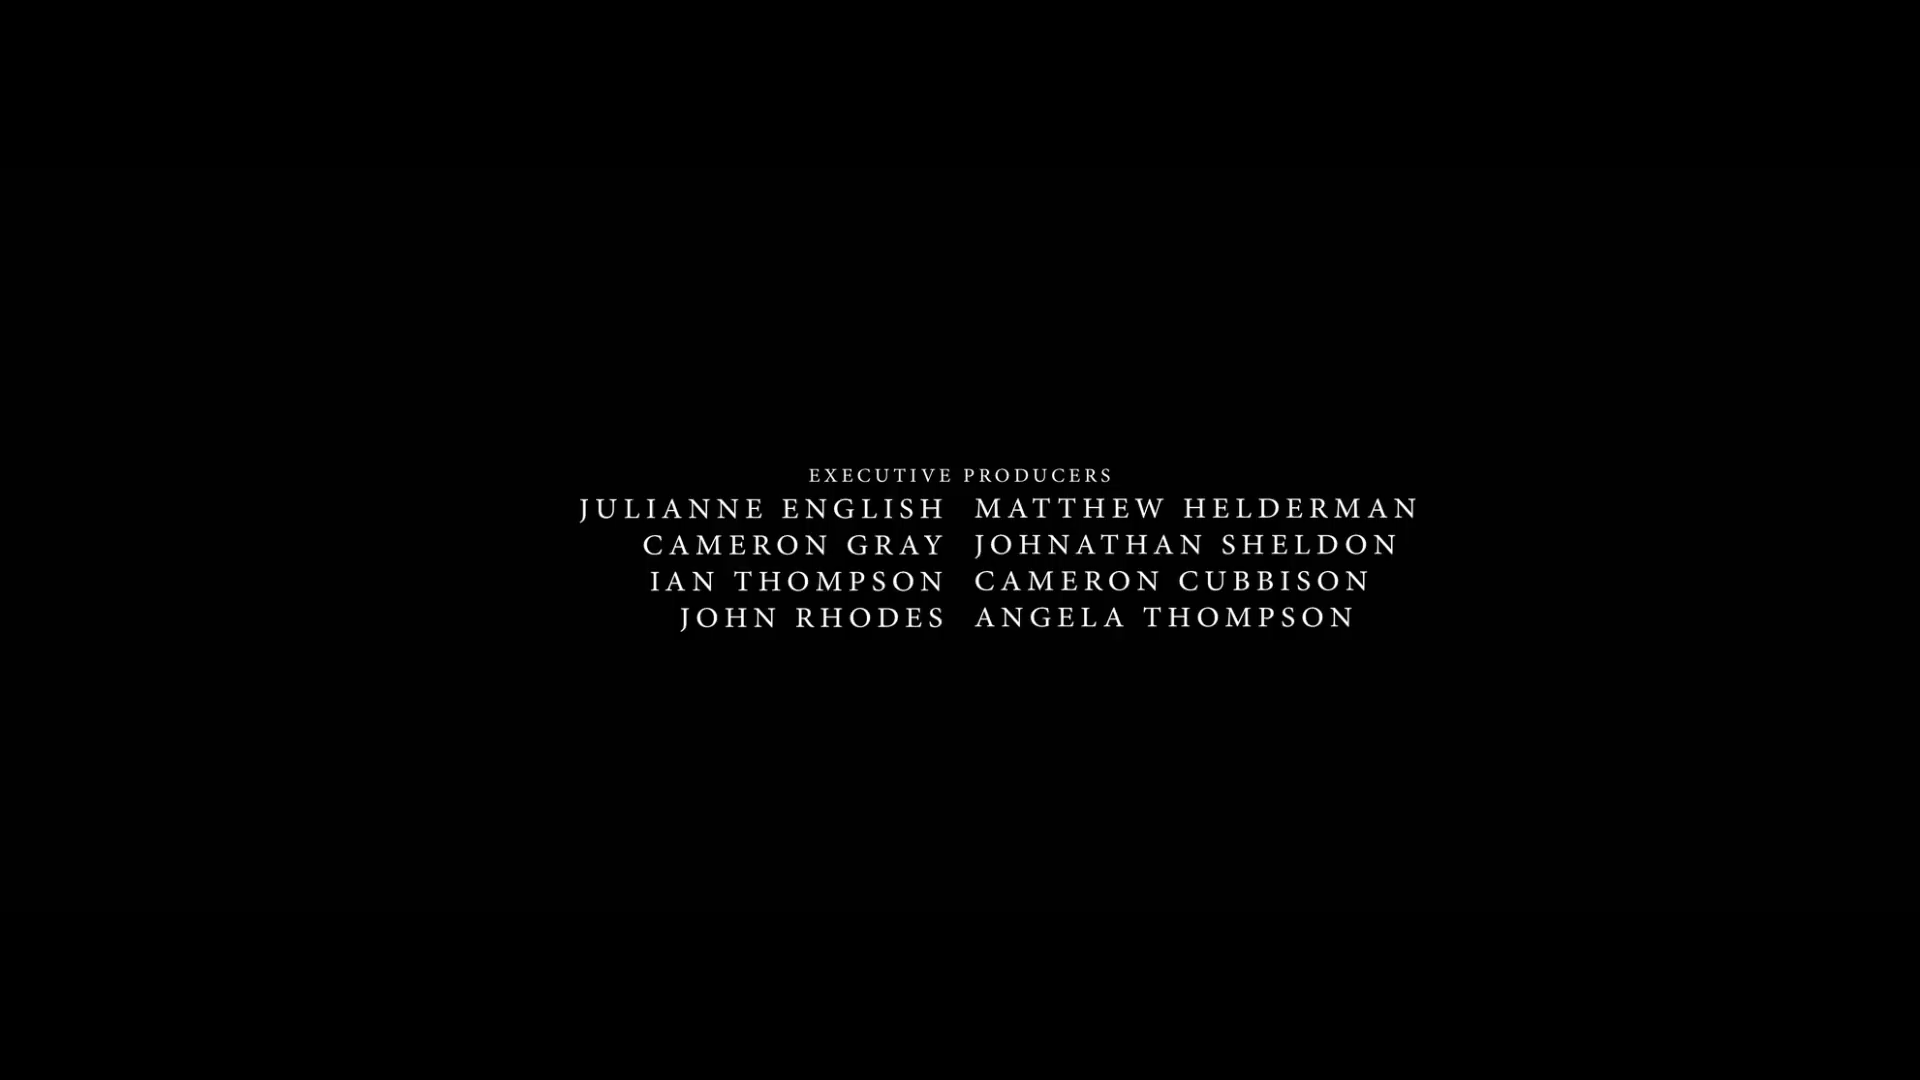 EXECUTIVE PRODUCERS
JULIANNE ENGLISH MATTHEW HELDERMAN
CAMERON GRAY JOHNATHAN SHELDON
IAN THOMPSON CAMERON CUBBISON
JOHN RHODES ANGELA THOMPSON